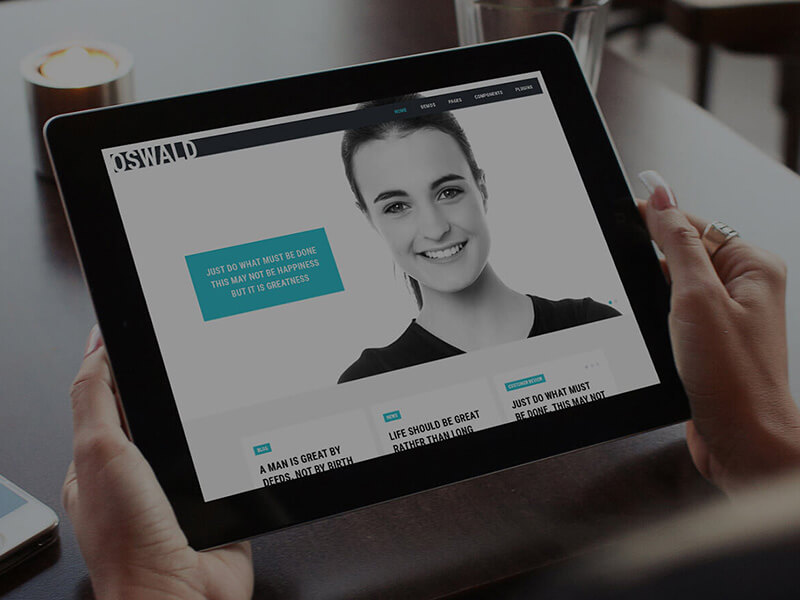 HOME DEMOS PAGES COMPONENTS PLUGINS
OSWALD
JUST DO WHAT MUST BE DONE
THIS MAY NOT BE HAPPINESS
BUT IT IS GREATNESS
BLOG
A MAN IS GREAT BY
DEEDS, NOT BY BIRTH
NEWS
LIFE SHOULD BE GREAT
RATHER THAN LONG
CUSTOMER REVIEW
JUST DO WHAT MUST
BE DONE. THIS MAY NOT